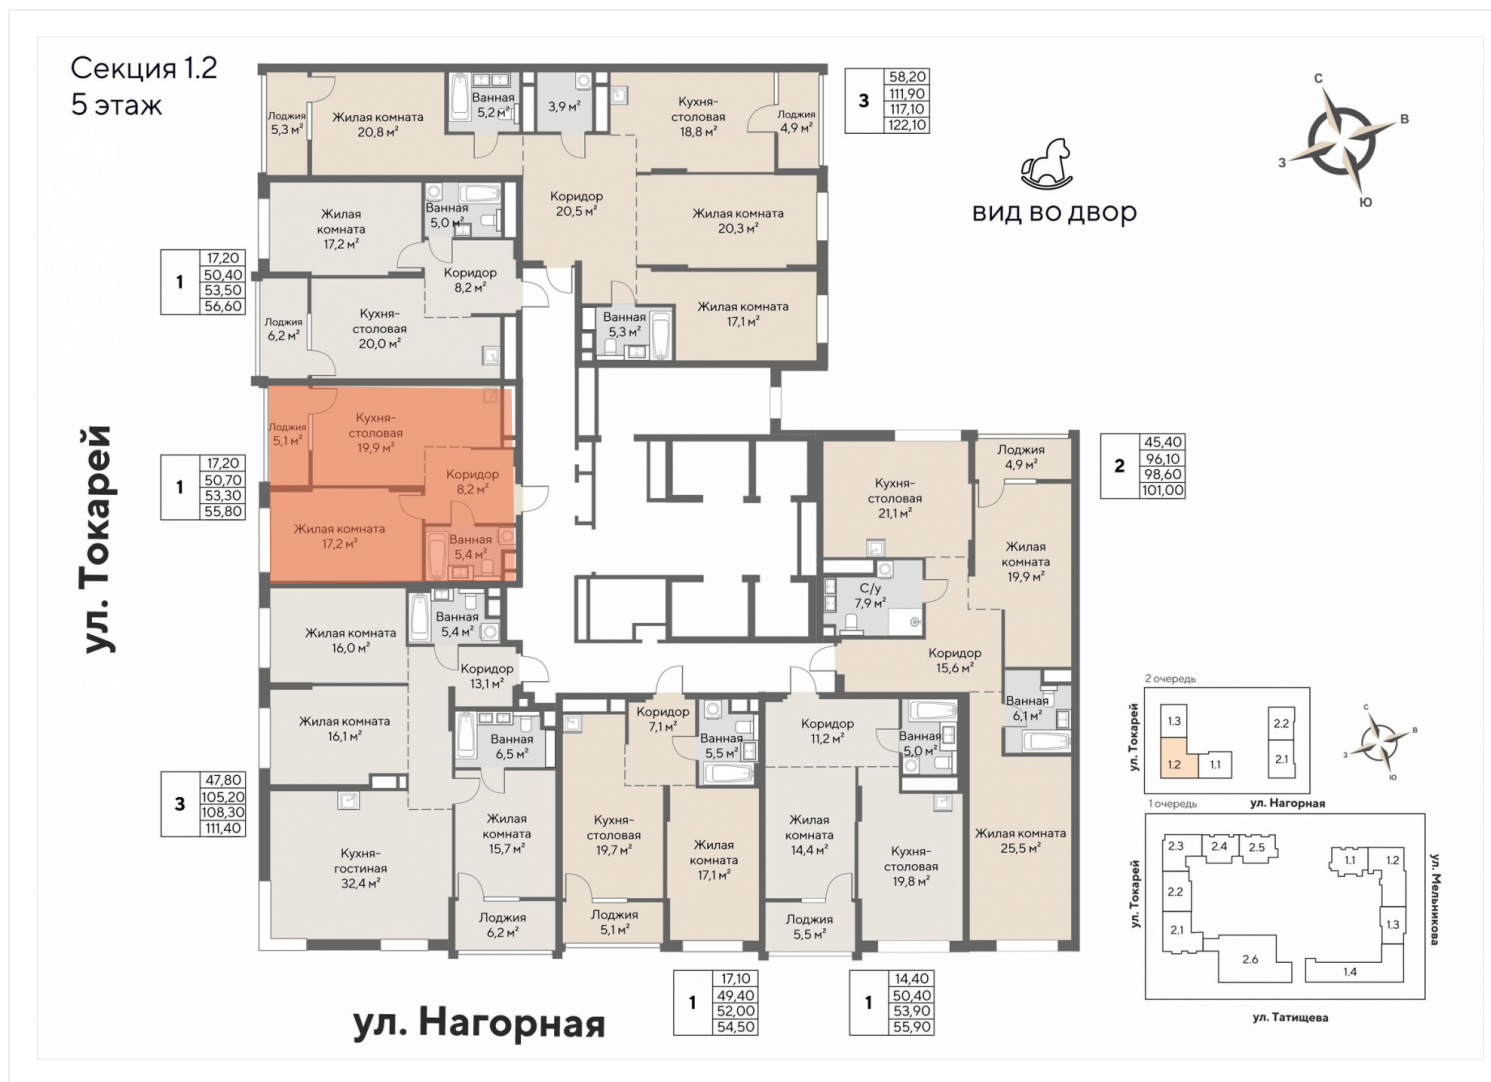 Секция 1.2
5 этаж
Лоджия
5,3 м²
Жилая комната
20,8 м²
Ванная
5,2 м²
3,9 м²
Кухня-
столовая
18,8 м²
Лоджия
4,9 м²
3
58,20
111,90
117,10
122,10
С
В
З
Ю
вид во двор
Жилая
комната
17,2 м²
Ванная
5,0 м²
Коридор
20,5 м²
Жилая комната
20,3 м²
1
17,20
50,40
53,50
56,60
Коридор
8,2 м²
Лоджия
6,2 м²
Кухня-
столовая
20,0 м²
Ванная
5,3 м²
Жилая комната
17,1 м²
ул. Токарей
Лоджия
5,1 м²
Кухня-
столовая
19,9 м²
1
17,20
50,70
53,30
55,80
Коридор
8,2 м²
Жилая комната
17,2 м²
Ванная
5,4 м²
Кухня-
столовая
21,1 м²
Лоджия
4,9 м²
2
45,40
96,10
98,60
101,00
Жилая
комната
19,9 м²
С/у
7,9 м²
Жилая комната
16,0 м²
Ванная
5,4 м²
Коридор
13,1 м²
Коридор
15,6 м²
Жилая комната
16,1 м²
Ванная
6,5 м²
Коридор
7,1 м²
Ванная
5,5 м²
Коридор
11,2 м²
Ванная
5,0 м²
Ванная
6,1 м²
3
47,80
105,20
108,30
111,40
Кухня-
гостиная
32,4 м²
Жилая
комната
15,7 м²
Кухня-
столовая
19,7 м²
Жилая
комната
17,1 м²
Жилая
комната
14,4 м²
Кухня-
столовая
19,8 м²
Жилая комната
25,5 м²
Лоджия
6,2 м²
Лоджия
5,1 м²
Лоджия
5,5 м²
1
17,10
49,40
52,00
54,50
1
14,40
50,40
53,90
55,90
ул. Нагорная
2 очередь
ул. Токарей
1.3
1.2
1.1
2.2
2.1
ул. Нагорная
С
В
З
Ю
1 очередь
ул. Токарей
2.3
2.4
2.5
2.2
2.1
2.6
1.1
1.2
1.3
1.4
ул. Мельникова
ул. Татищева